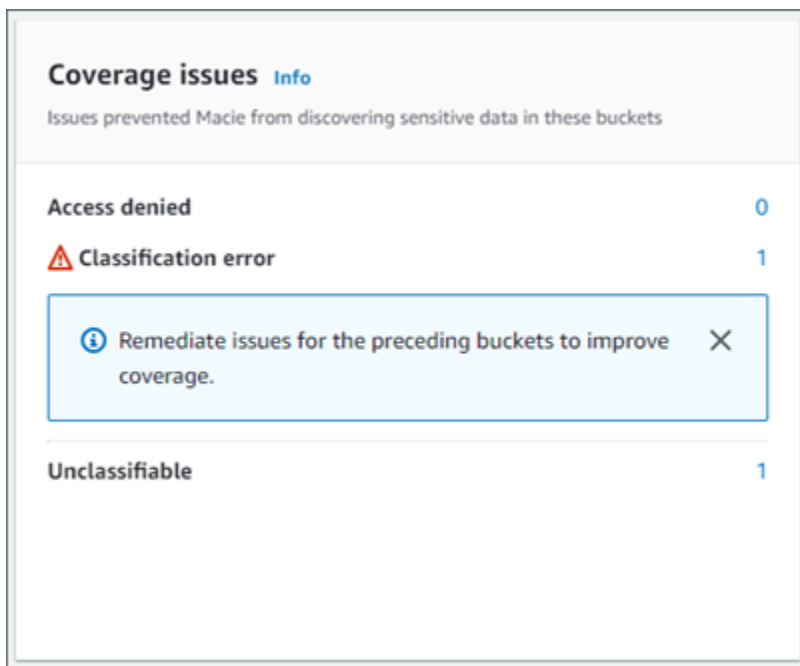 Coverage issues Info
Issues prevented Macie from discovering sensitive data in these buckets
Access denied 0
Classification error 1
Remediate issues for the preceding buckets to improve
coverage.
Unclassifiable 1